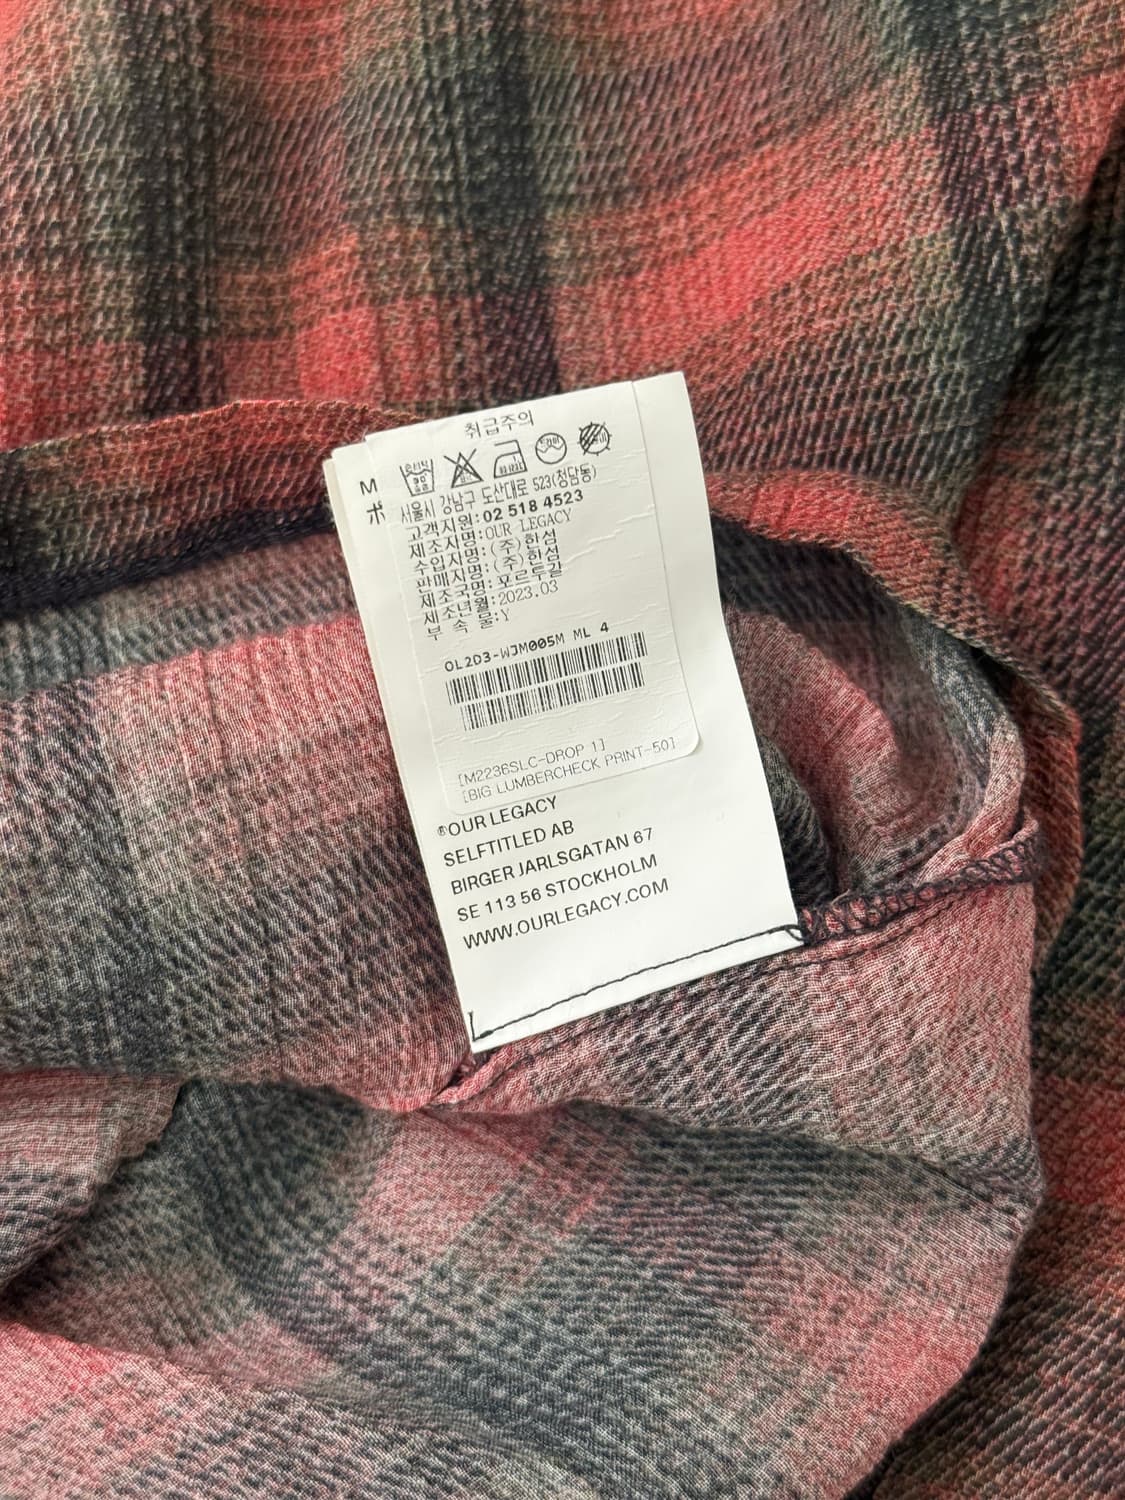 취급주의
서울시 강남구 도산대로 523(청담동)
고객지원:02 518 4523
제조자명:OUR LEGACY
수입자명:(주)한섬
판매자명:(주)한섬
제조국명:포르투갈
제조년월:2023.03
부 속 물:Y
OL2D3-WJM005M ML 4
[M2236SLC-DROP 1]
[BIG LUMBERCHECK PRINT-50]
®OUR LEGACY
SELFTITLED AB
BIRGER JARLSGATAN 67
SE 113 56 STOCKHOLM
WWW.OURLEGACY.COM
M
ポ